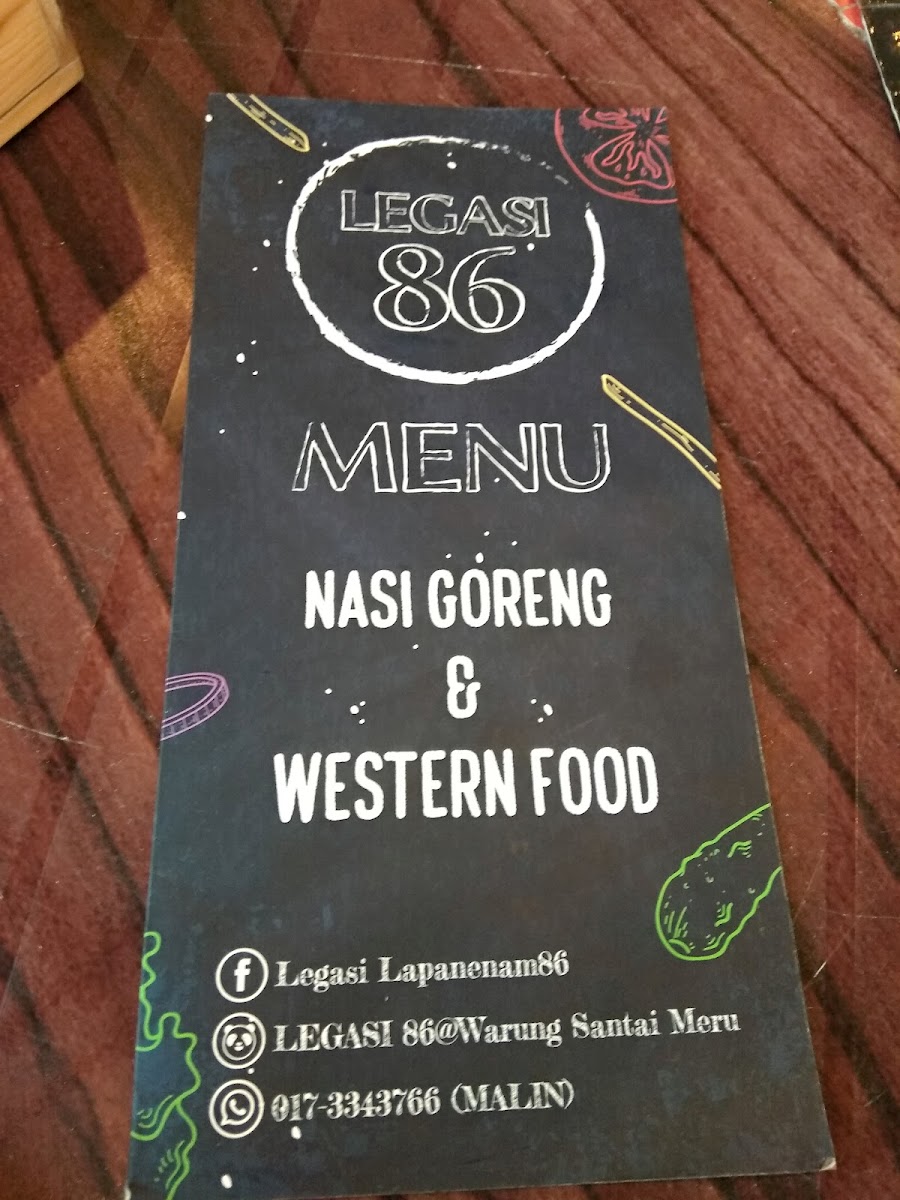 LEGASI
86
MENU
NASI GORENG
&
WESTERN FOOD
Legasi Lapanenam86
LEGASI 86@Warung Santai Meru
017-3343766 (MALIN)